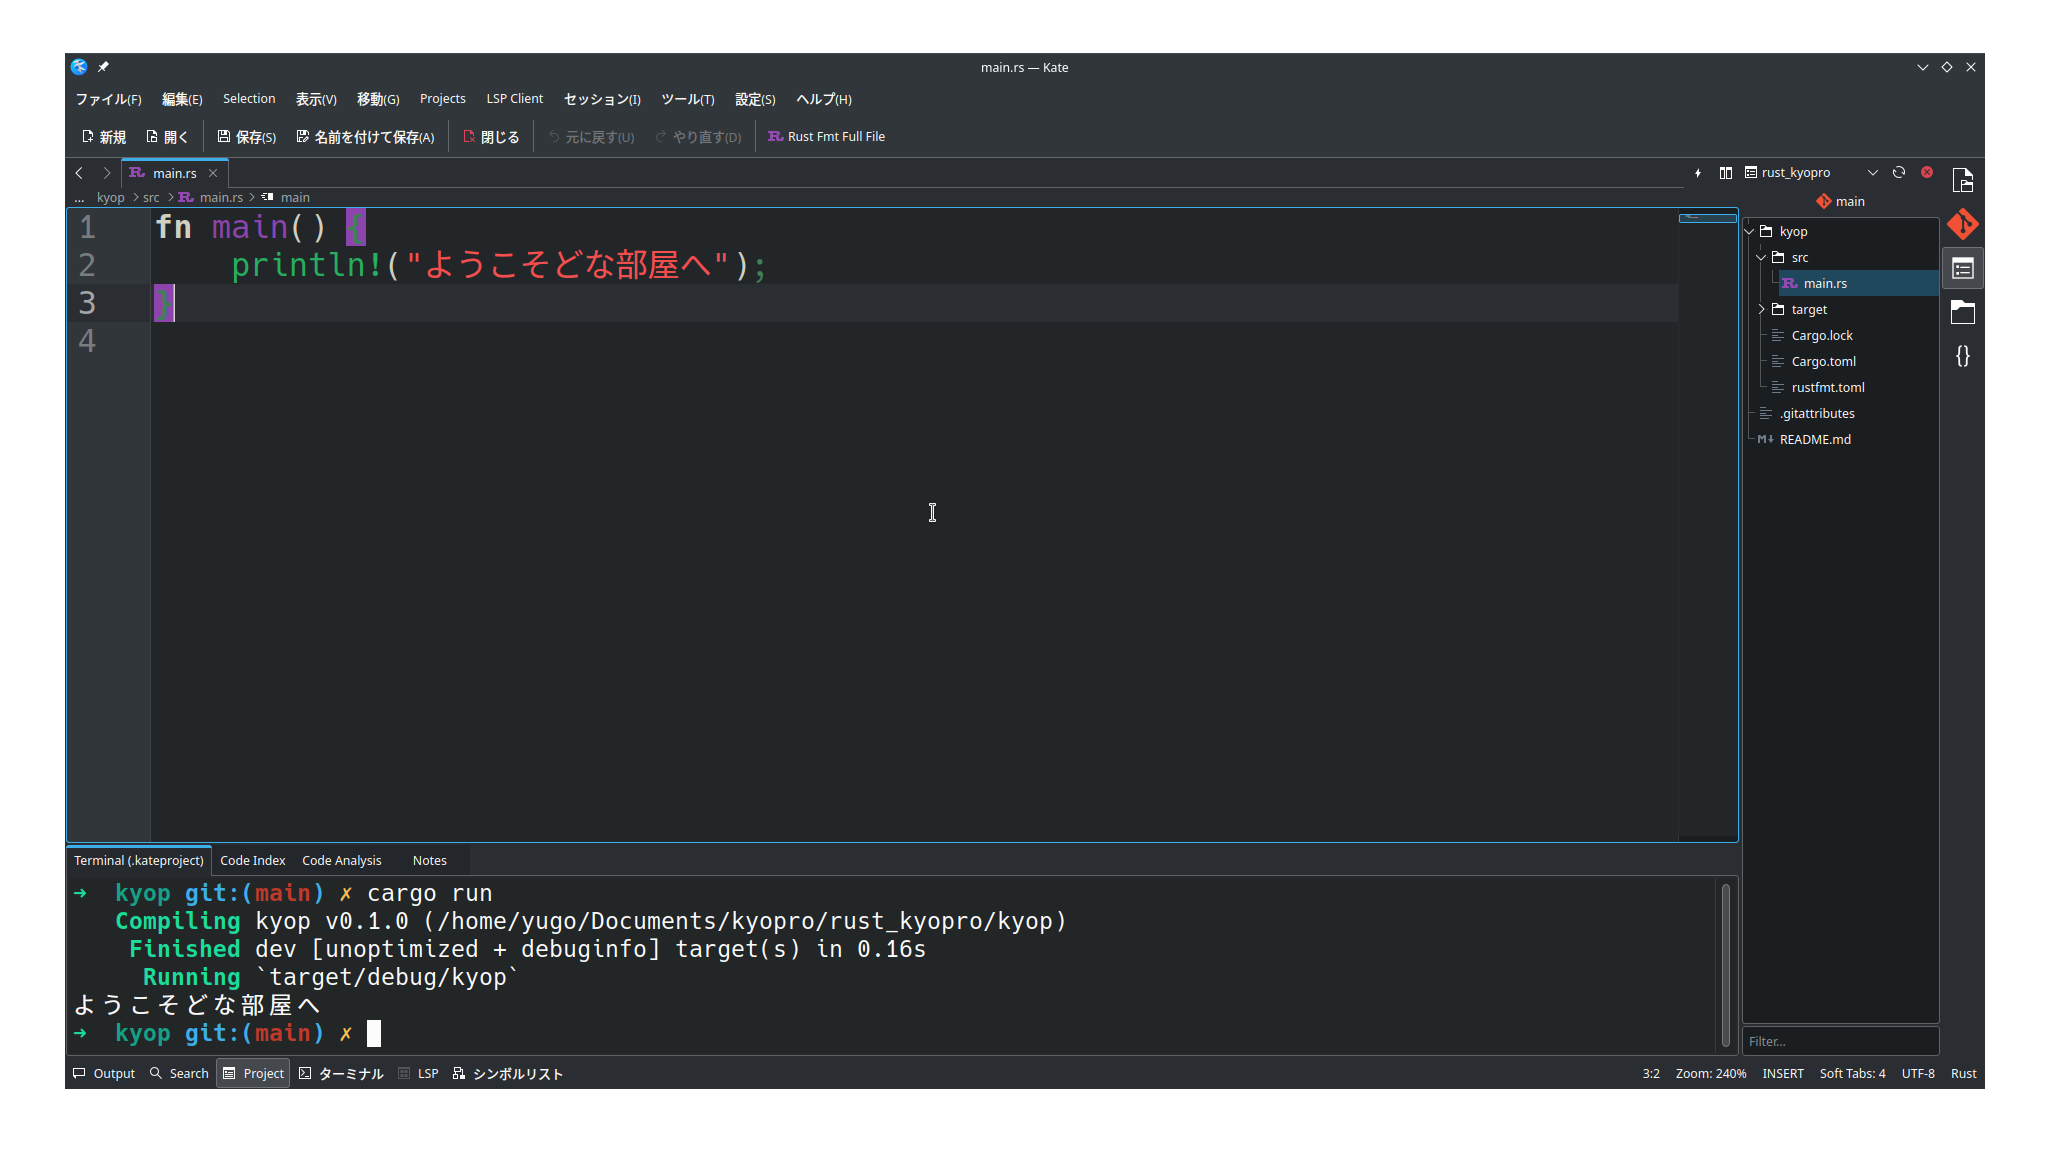 main.rs — Kate
ファイル(F) 編集(E) Selection 表示(V) 移動(G) Projects LSP Client セッション(I) ツール(T) 設定(S) ヘルプ(H)
新規 開く 保存(S) 名前を付けて保存(A) 閉じる 元に戻す(U) やり直す(D) Rust Fmt Full File
main.rs
... kyop > src > main.rs > main
rust_kyopro
main
1 fn main() {
2 println!("ようこそどな部屋へ");
3 }
4
kyop
src
main.rs
target
Cargo.lock
Cargo.toml
rustfmt.toml
.gitattributes
README.md
Filter...
Terminal (.kateproject) Code Index Code Analysis Notes
➜ kyop git:(main) ✗ cargo run
Compiling kyop v0.1.0 (/home/yugo/Documents/kyopro/rust_kyopro/kyop)
Finished dev [unoptimized + debuginfo] target(s) in 0.16s
Running `target/debug/kyop`
ようこそどな部屋へ
➜ kyop git:(main) ✗
Output Search Project ターミナル LSP シンボルリスト
3:2 Zoom: 240% INSERT Soft Tabs: 4 UTF-8 Rust